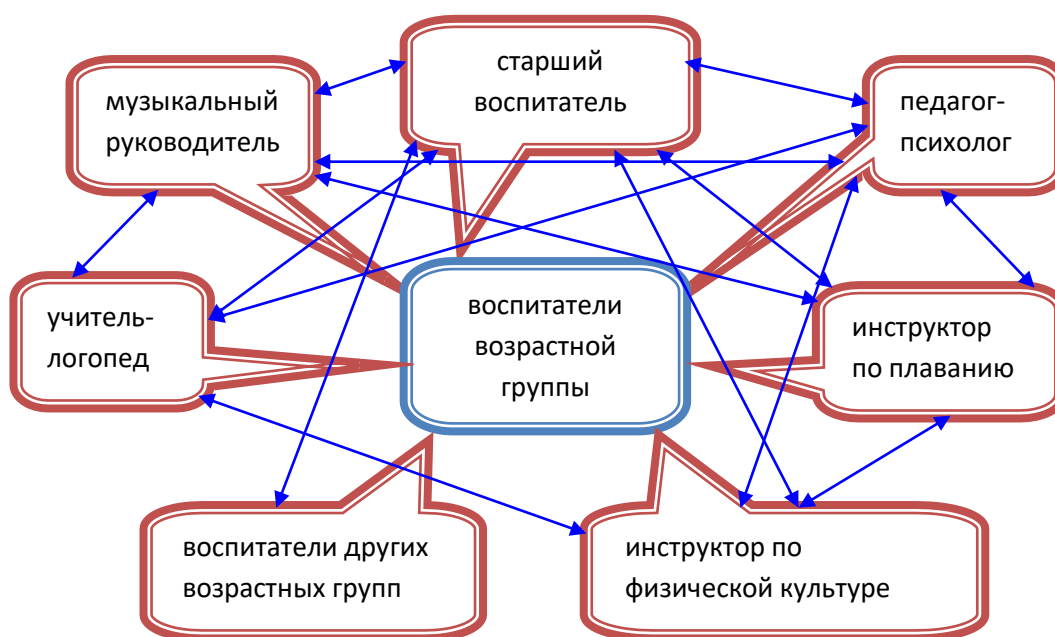 старший
воспитатель
музыкальный
руководитель
педагог-
психолог
учитель-
логопед
воспитатели
возрастной
группы
инструктор
по плаванию
воспитатели других
возрастных групп
инструктор по
физической культуре